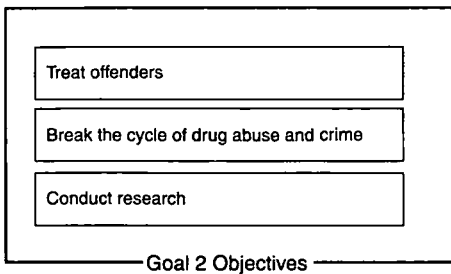 Treat offenders
Break the cycle of drug abuse and crime
Conduct research
Goal 2 Objectives